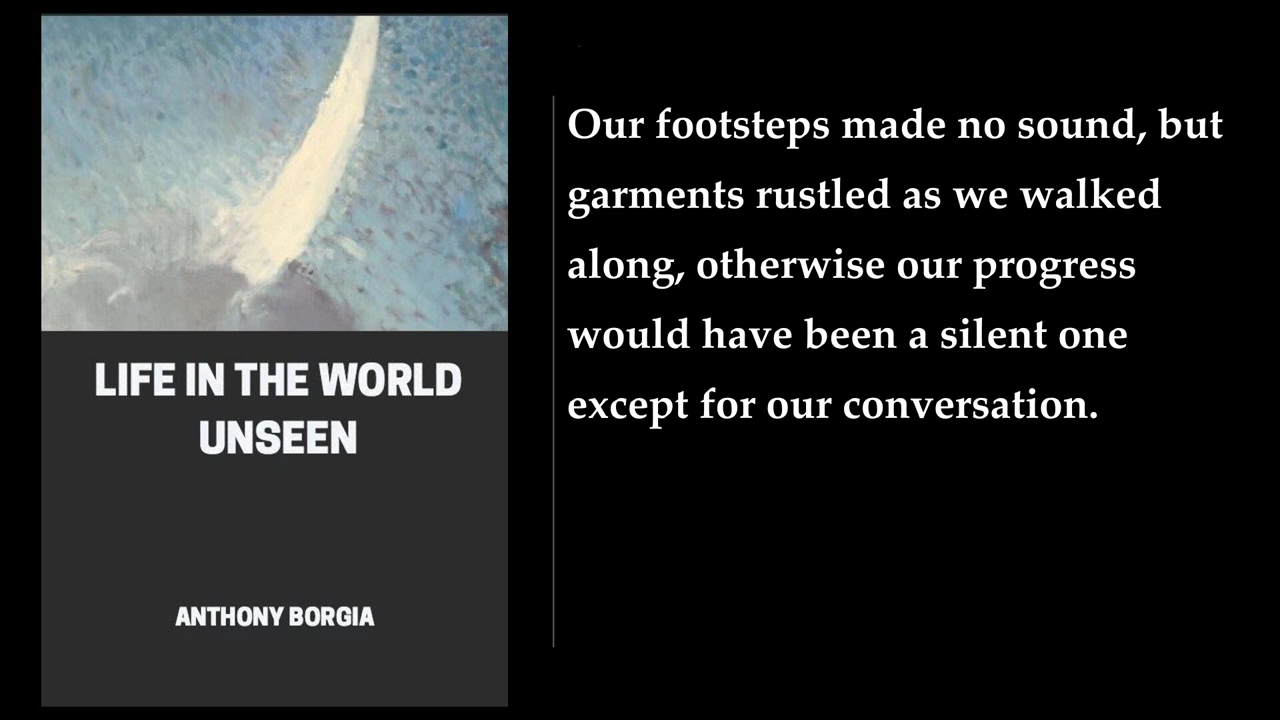 LIFE IN THE WORLD
UNSEEN
ANTHONY BORGIA
Our footsteps made no sound, but
garments rustled as we walked
along, otherwise our progress
would have been a silent one
except for our conversation.